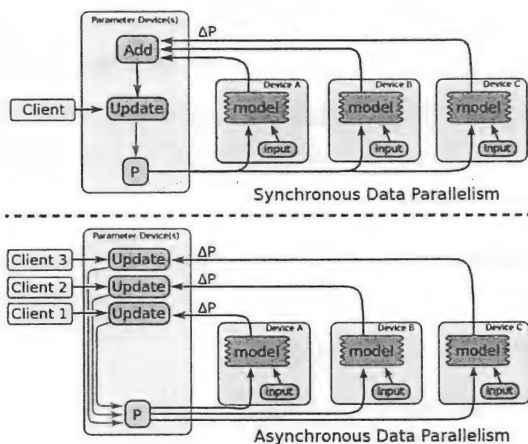 Parameter Device(s)
ΔP
Add
Device A
Device B
Device C
model
model
model
Client
Update
input
input
input
P
Synchronous Data Parallelism
Parameter Device(s)
Client 3
Update
ΔP
Client 2
Update
ΔP
Client 1
Update
ΔP
Device A
Device B
Device C
model
model
model
input
input
input
P
Asynchronous Data Parallelism